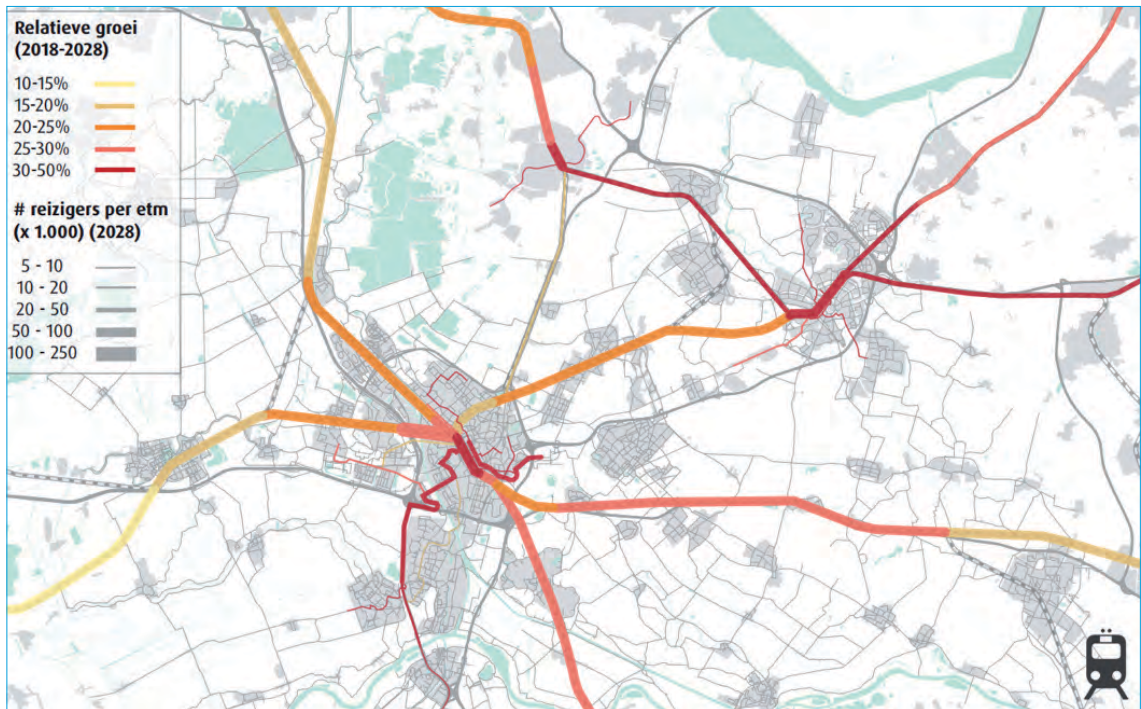 Relatieve groei
(2018-2028)
10-15%
15-20%
20-25%
25-30%
30-50%
# reizigers per etm
(x 1.000) (2028)
5 - 10
10 - 20
20 - 50
50 - 100
100 - 250